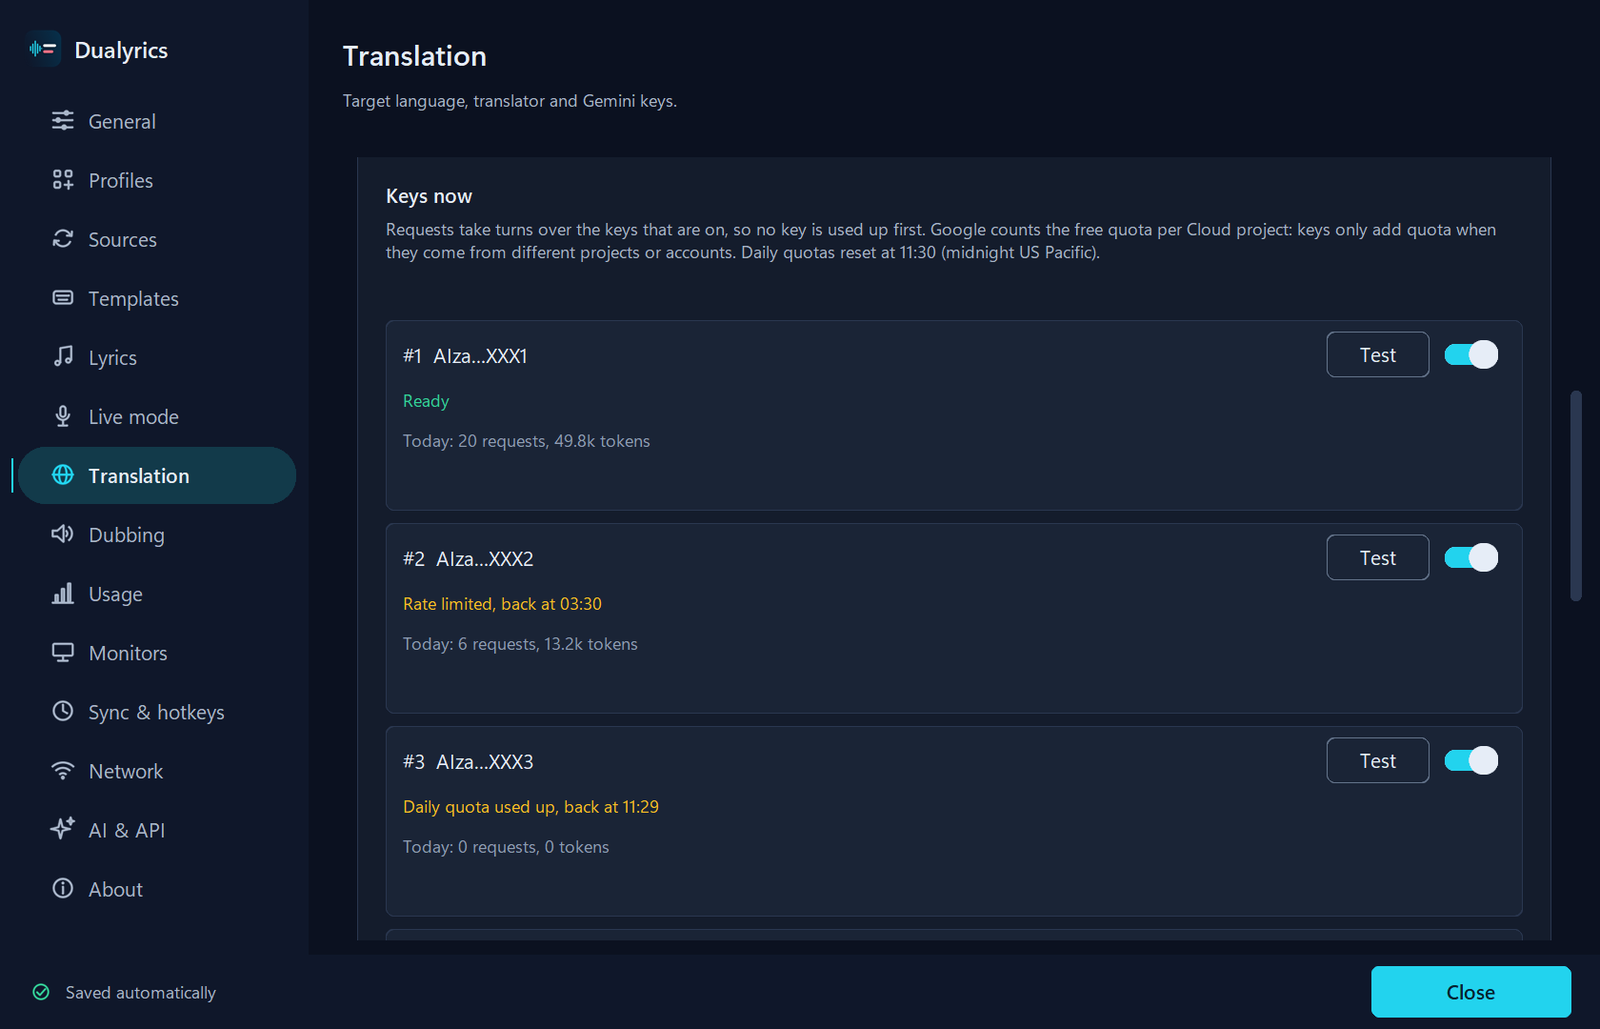 Dualyrics
General
Profiles
Sources
Templates
Lyrics
Live mode
Translation
Dubbing
Usage
Monitors
Sync & hotkeys
Network
AI & API
About
Saved automatically
Translation
Target language, translator and Gemini keys.
Keys now
Requests take turns over the keys that are on, so no key is used up first. Google counts the free quota per Cloud project: keys only add quota when
they come from different projects or accounts. Daily quotas reset at 11:30 (midnight US Pacific).
#1 AIza...XXX1
Test
Ready
Today: 20 requests, 49.8k tokens
#2 AIza...XXX2
Test
Rate limited, back at 03:30
Today: 6 requests, 13.2k tokens
#3 AIza...XXX3
Test
Daily quota used up, back at 11:29
Today: 0 requests, 0 tokens
Close